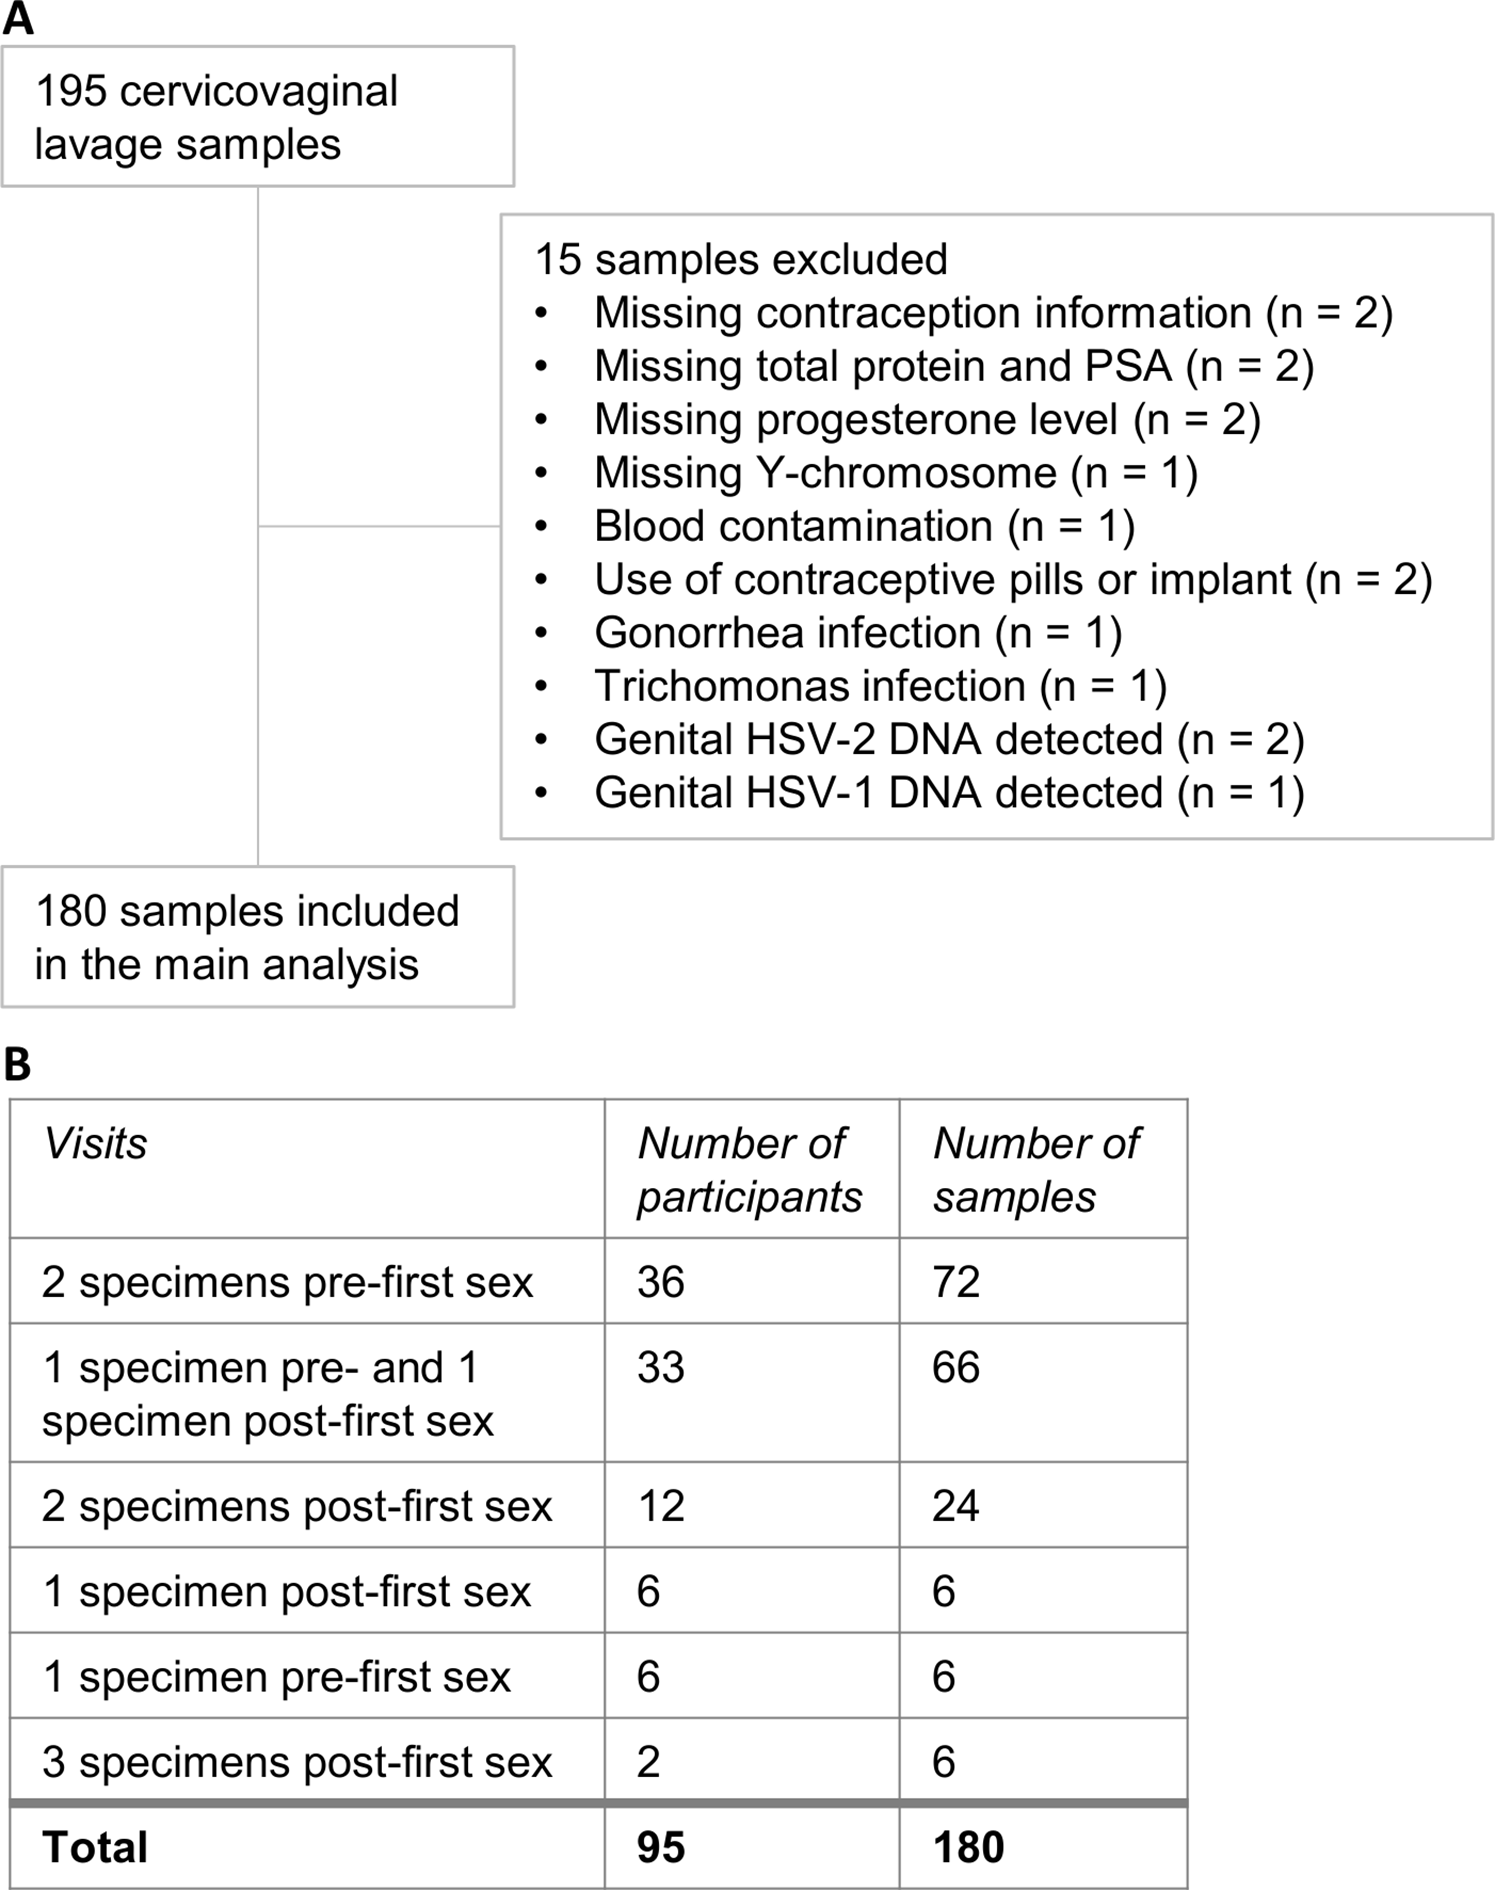 A
195 cervicovaginal
lavage samples
15 samples excluded
• Missing contraception information (n = 2)
• Missing total protein and PSA (n = 2)
• Missing progesterone level (n = 2)
• Missing Y-chromosome (n = 1)
• Blood contamination (n = 1)
• Use of contraceptive pills or implant (n = 2)
• Gonorrhea infection (n = 1)
• Trichomonas infection (n = 1)
• Genital HSV-2 DNA detected (n = 2)
• Genital HSV-1 DNA detected (n = 1)
180 samples included
in the main analysis
B
Visits Number of participants Number of samples
2 specimens pre-first sex 36 72
1 specimen pre- and 1 33 66
specimen post-first sex
2 specimens post-first sex 12 24
1 specimen post-first sex 6 6
1 specimen pre-first sex 6 6
3 specimens post-first sex 2 6
Total 95 180